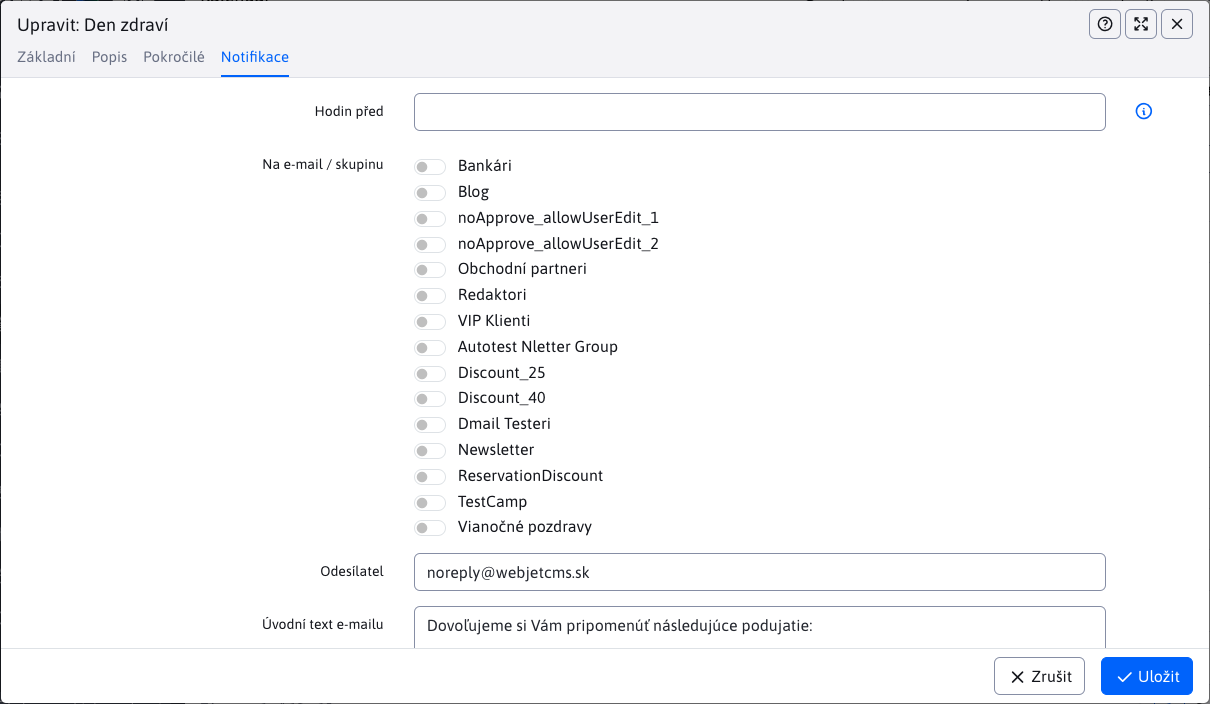 Upravit: Den zdraví
Základní Popis Pokročilé Notifikace
Hodin před
Na e-mail / skupinu
Bankári
Blog
noApprove_allowUserEdit_1
noApprove_allowUserEdit_2
Obchodní partneri
Redaktori
VIP Klienti
Autotest Nletter Group
Discount_25
Discount_40
Dmail Testeri
Newsletter
ReservationDiscount
TestCamp
Vianočné pozdravy
Odesílatel noreply@webjetcms.sk
Úvodní text e-mailu Dovoľujeme si Vám pripomenúť následujúce podujatie:
Zrušit Uložit